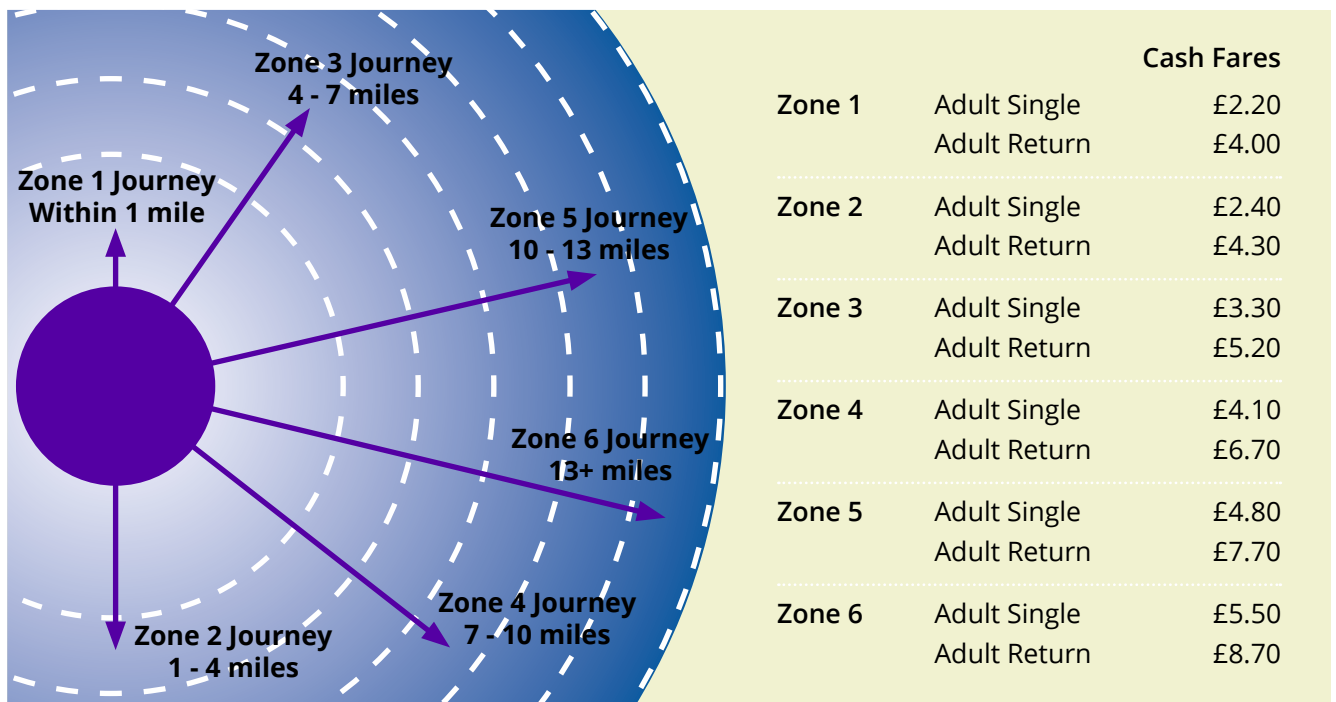 Zone 3 Journey
4 - 7 miles
Zone 1 Journey
Within 1 mile
Zone 5 Journey
10 - 13 miles
Zone 6 Journey
13+ miles
Zone 4 Journey
7 - 10 miles
Zone 2 Journey
1 - 4 miles
Cash Fares
Zone 1 Adult Single £2.20
Adult Return £4.00
Zone 2 Adult Single £2.40
Adult Return £4.30
Zone 3 Adult Single £3.30
Adult Return £5.20
Zone 4 Adult Single £4.10
Adult Return £6.70
Zone 5 Adult Single £4.80
Adult Return £7.70
Zone 6 Adult Single £5.50
Adult Return £8.70